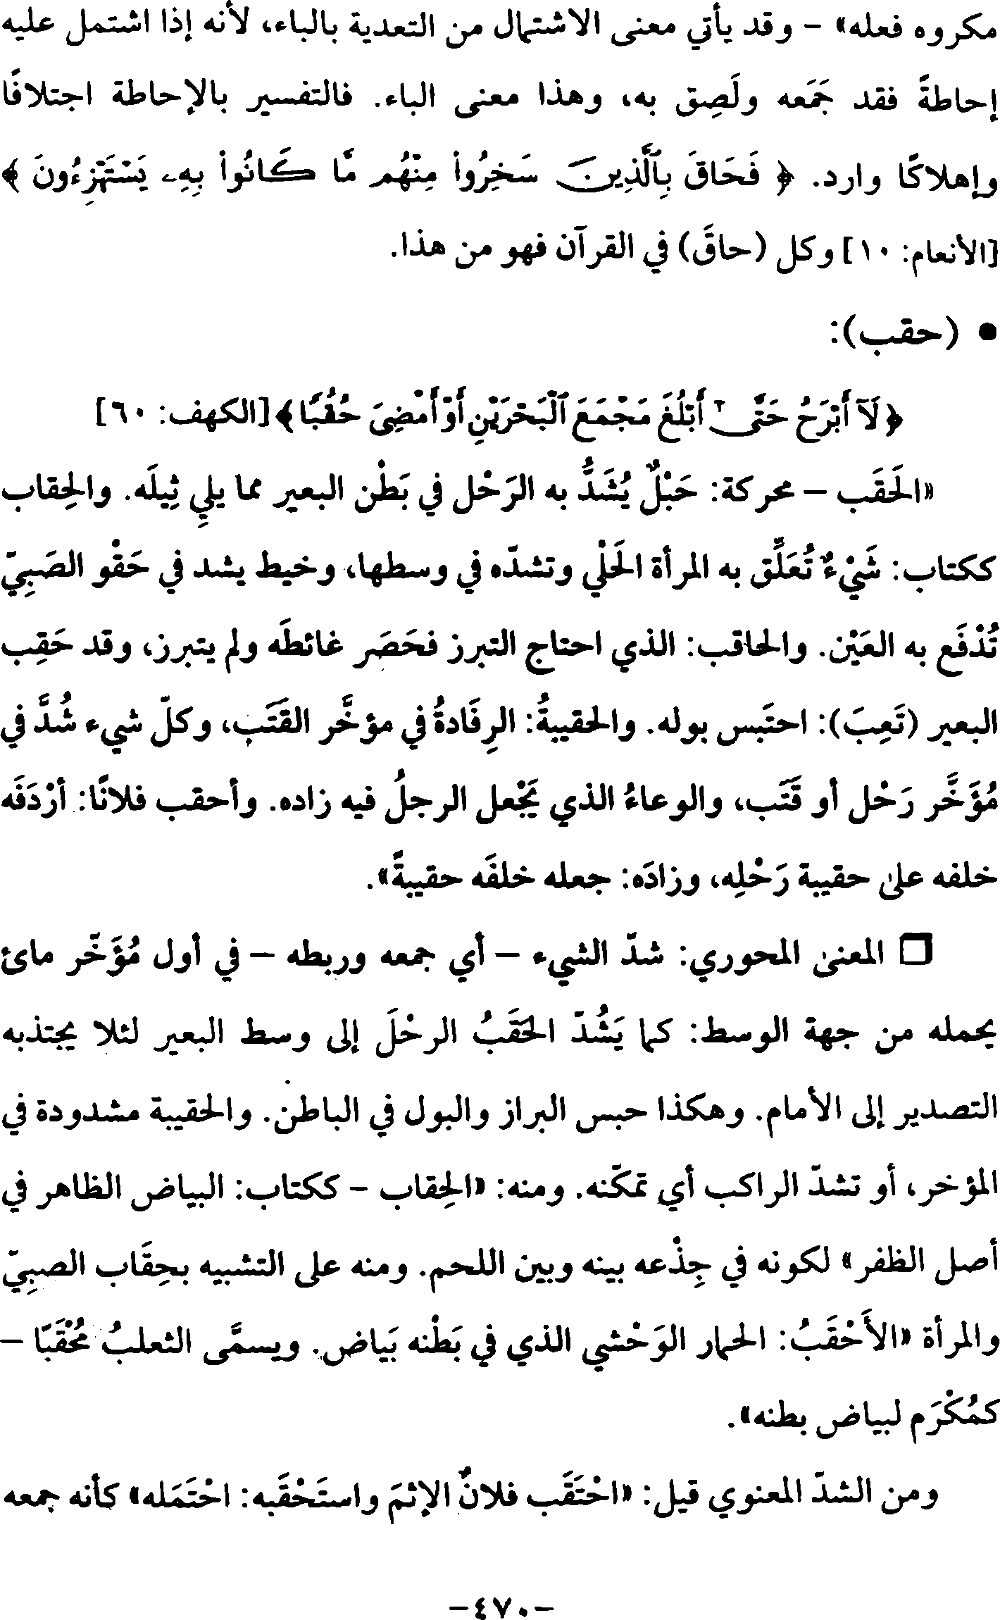 مكروه فعله» – وقد يأتي معنى الاشتمال من التعدية بالباء، لأنه إذا اشتمل عليه
إحاطةً فقد جَمَعه ولَصِق به، وهذا معنى الباء. فالتفسير بالإحاطة اجتلافًا
وإهلاكًا وارد. ﴿ فَحَاقَ بِٱلَّذِينَ سَخِرُواْ مِنْهُم مَّا كَانُواْ بِهِۦ يَسْتَهْزِءُونَ ﴾
[الأنعام: ١٠] وكل (حاقَ) في القرآن فهو من هذا.
● (حقب):
﴿ لَآ أَبْرَحُ حَتَّىٰٓ أَبْلُغَ مَجْمَعَ ٱلْبَحْرَيْنِ أَوْ أَمْضِىَ حُقُبًا ﴾ [الكهف: ٦٠]
«الحَقَب – محركة: حَبْلٌ يُشَدُّ به الرَحْل في بَطْن البعير مما يلي ثِيلَه. والحِقاب
ككتاب: شَيْءٌ تُعَلِّق به المرأة الحَلْي وتشدّه في وسطها، وخيط يشد في حَقْو الصَبِيّ
تُدْفَع به العَيْن. والحاقب: الذي احتاج التبرز فحَصَر غائطَه ولم يتبرز، وقد حَقِب
البعير (تَعِبَ): احتَبس بوله. والحقيبةُ: الرِفَادةُ في مؤخَّر القَتَب، وكلّ شيء شُدَّ في
مُؤَخَّر رَحْل أو قَتَب، والوعاءُ الذي يَجْعل الرجلُ فيه زاده. وأحقب فلانًا: أرْدَفَه
خلفه على حقيبة رَحْلِه، وزادَه: جعله خلفَه حقيبةً».
❒ المعنى المحوري: شدّ الشيء – أي جمعه وربطه – في أول مُؤَخّر مائ
يحمله من جهة الوسط: كما يَشُدّ الحَقَبُ الرحْلَ إلى وسط البعير لئلا يجتذبه
التصدير إلى الأمام. وهكذا حبس البراز والبول في الباطن. والحقيبة مشدودة في
المؤخر، أو تشدّ الراكب أي تمكّنه. ومنه: «الحِقاب – ككتاب: البياض الظاهر في
أصل الظفر» لكونه في جِذْعه بينه وبين اللحم. ومنه على التشبيه بحِقَاب الصبِيّ
والمرأة «الأَحْقَبُ: الحمار الوَحْشي الذي في بَطْنه بَياض. ويسمَّى الثعلبُ مُحْقَبًا –
كمُكْرَم لبياض بطنه».
ومن الشدّ المعنوي قيل: «احْتَقَب فلانٌ الإثمَ واستَحْقَبه: احْتَمَله» كأنه جمعه
–٤٧٠–